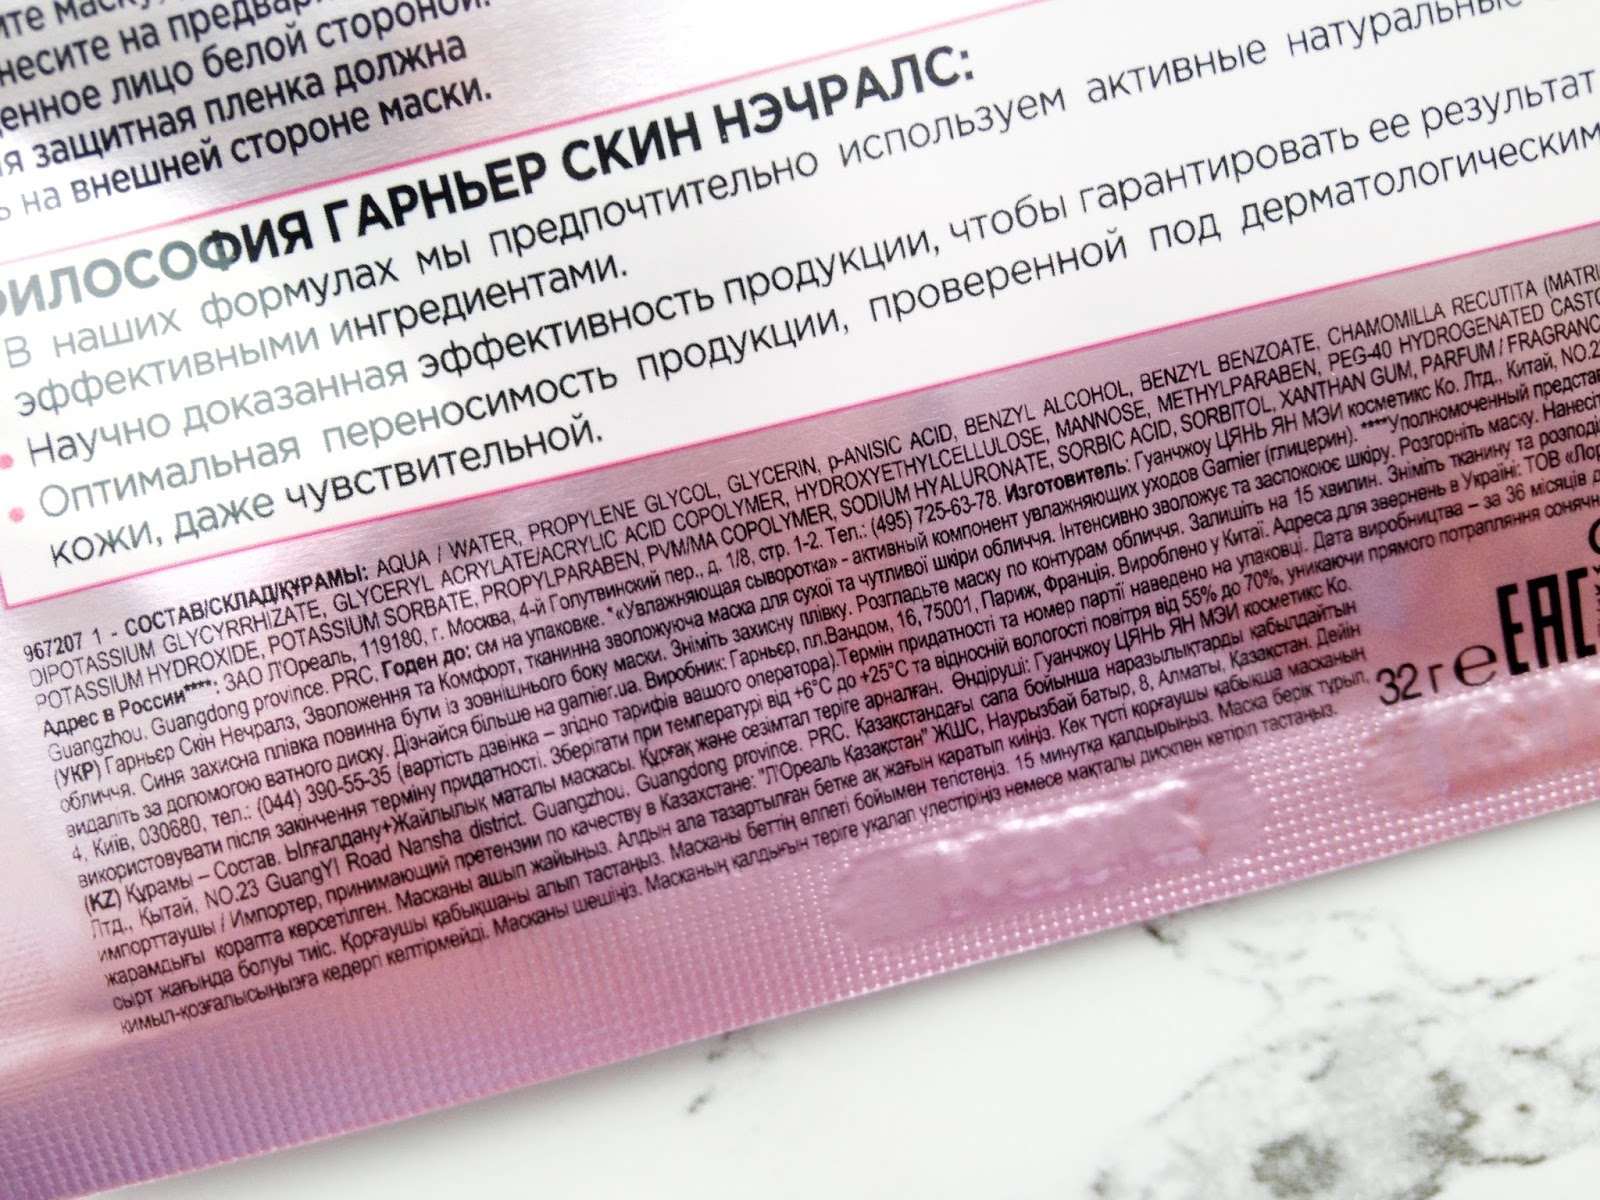 ите маску,
несите на предвар
енное лицо белой стороной.
я защитная пленка должна
ь на внешней стороне маски.
ФИЛОСОФИЯ ГАРНЬЕР СКИН НЭЧРАЛС:
В наших формулах мы предпочтительно используем активные натуральные
эффективными ингредиентами.
• Научно доказанная эффективность продукции, чтобы гарантировать ее результат
• Оптимальная переносимость продукции, проверенной под дерматологическим
кожи, даже чувствительной.
967207 1 - СОСТАВ/СКЛАД/ҚҰРАМЫ: AQUA / WATER, PROPYLENE GLYCOL, GLYCERIN, p-ANISIC ACID, BENZYL ALCOHOL, BENZYL BENZOATE, CHAMOMILLA RECUTITA (MATRI
DIPOTASSIUM GLYCYRRHIZATE, GLYCERYL ACRYLATE/ACRYLIC ACID COPOLYMER, HYDROXYETHYLCELLULOSE, MANNOSE, METHYLPARABEN, PEG-40 HYDROGENATED CASTO
POTASSIUM HYDROXIDE, POTASSIUM SORBATE, PROPYLPARABEN, PVM/MA COPOLYMER, SODIUM HYALURONATE, SORBIC ACID, SORBITOL, XANTHAN GUM, PARFUM / FRAGRANC
Адрес в России****: ЗАО Л'Ореаль, 119180, г. Москва, 4-й Голутвинский пер., д. 1/8, стр. 1-2. Тел.: (495) 725-63-78. Изготовитель: Гуанчжоу ЦЯНЬ ЯН МЭИ косметикс Ко. Лтд., Китай, NO.2
Guangzhou. Guangdong province. PRC. Годен до: см на упаковке. *«Увлажняющая сыворотка» - активный компонент увлажняющих уходов Garnier (глицерин). ****Уполномоченный представ
(УКР) Гарньєр Скін Нечралз, Зволоження та Комфорт, тканинна зволожуюча маска для сухої та чутливої шкіри обличчя. Інтенсивно зволожує та заспокоює шкіру. Розгорніть маску. Нанесіт
обличчя. Синя захисна плівка повинна бути із зовнішнього боку маски. Зніміть захисну плівку. Розгладьте маску по контурам обличчя. Залишіть на 15 хвилин. Зніміть тканину та розподі
видаліть за допомогою ватного диску. Дізнайся більше на garnier.ua. Виробник: Гарньєр, пл.Вандом, 16, 75001, Париж, Франція. Вироблено у Китаї. Адреса для звернень в Україні: ТОВ «Лор
4, Київ, 030680, тел.: (044) 390-55-35 (вартість дзвінка – згідно тарифів вашого оператора).Термін придатності та номер партії наведено на упаковці. Дата виробництва – за 36 місяців д
використовувати після закінчення терміну придатності. Зберігати при температурі від +6°С до +25°С та відносній вологості повітря від 55% до 70%, уникаючи прямого потрапляння сонячн
(KZ) Құрамы – Состав. Ылғалдану+Жайлылық маталы маскасы. Құрғақ және сезімтал теріге арналған. Өндіруші: Гуанчжоу ЦЯНЬ ЯН МЭИ косметикс Ко.
Лтд., Қытай, NO.23 GuangYi Road Nansha district. Guangzhou. Guangdong province. PRC. Қазақстандағы сапа бойынша наразылықтарды қабылдайтын
импорттаушы / Импортер, принимающий претензии по качеству в Казахстане: "Л'Ореаль Қазақстан" ЖШС, Наурызбай батыр, 8, Алматы, Қазақстан. Дейін
жарамдығы қорапта көрсетілген. Масканы ашып жайыңыз. Алдын ала тазартылған бетке ақ жағын қаратып киіңіз. Көк түсті қорғаушы қабықша масканың
сырт жағында болуы тиіс. Қорғаушы қабықшаны алып тастаңыз. Масканы беттің әлпеті бойымен тегістеңіз. 15 минутқа қалдырыңыз. Маска берік тұрып,
қимыл-қозғалысыңызға кедергі келтірмейді. Масканы шешіңіз. Масканың қалдығын теріге уқалап үлестіріңіз немесе мақталы дискпен кетіріп тастаңыз.
32 г ℮ EAC